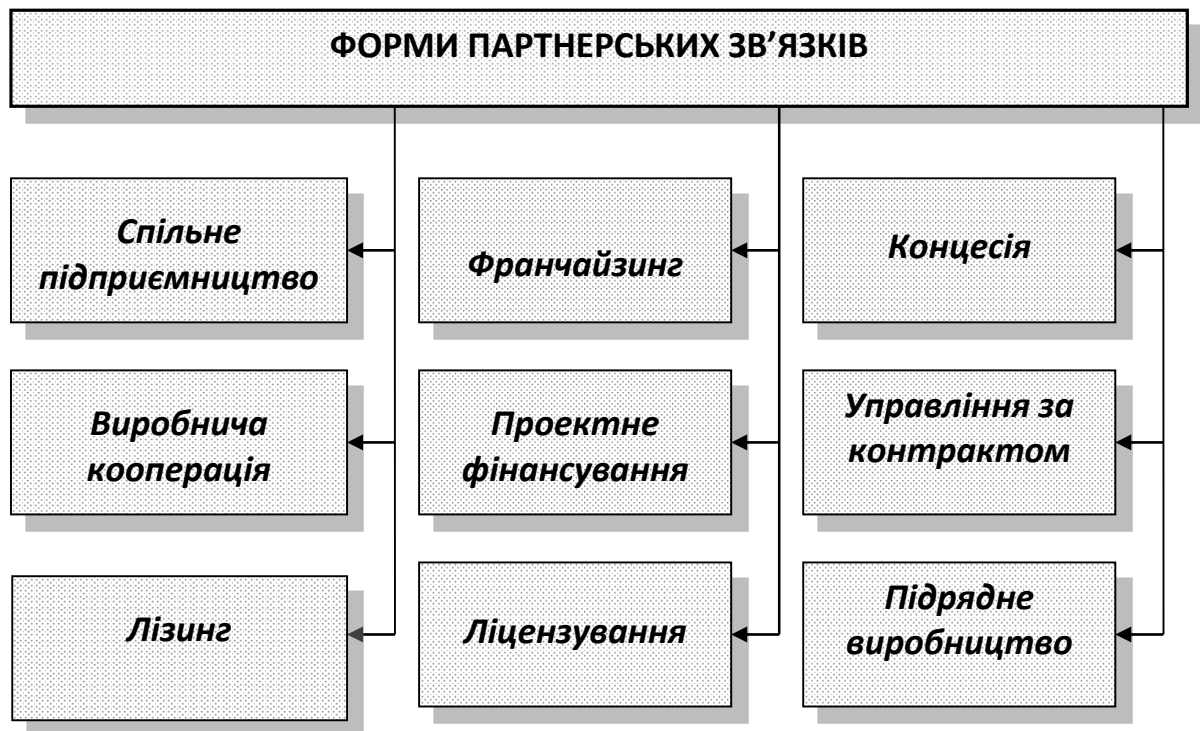 ФОРМИ ПАРТНЕРСЬКИХ ЗВ’ЯЗКІВ
Спільне
підприємництво
Франчайзинг
Концесія
Виробнича
кооперація
Проектне
фінансування
Управління за
контрактом
Лізинг
Ліцензування
Підрядне
виробництво